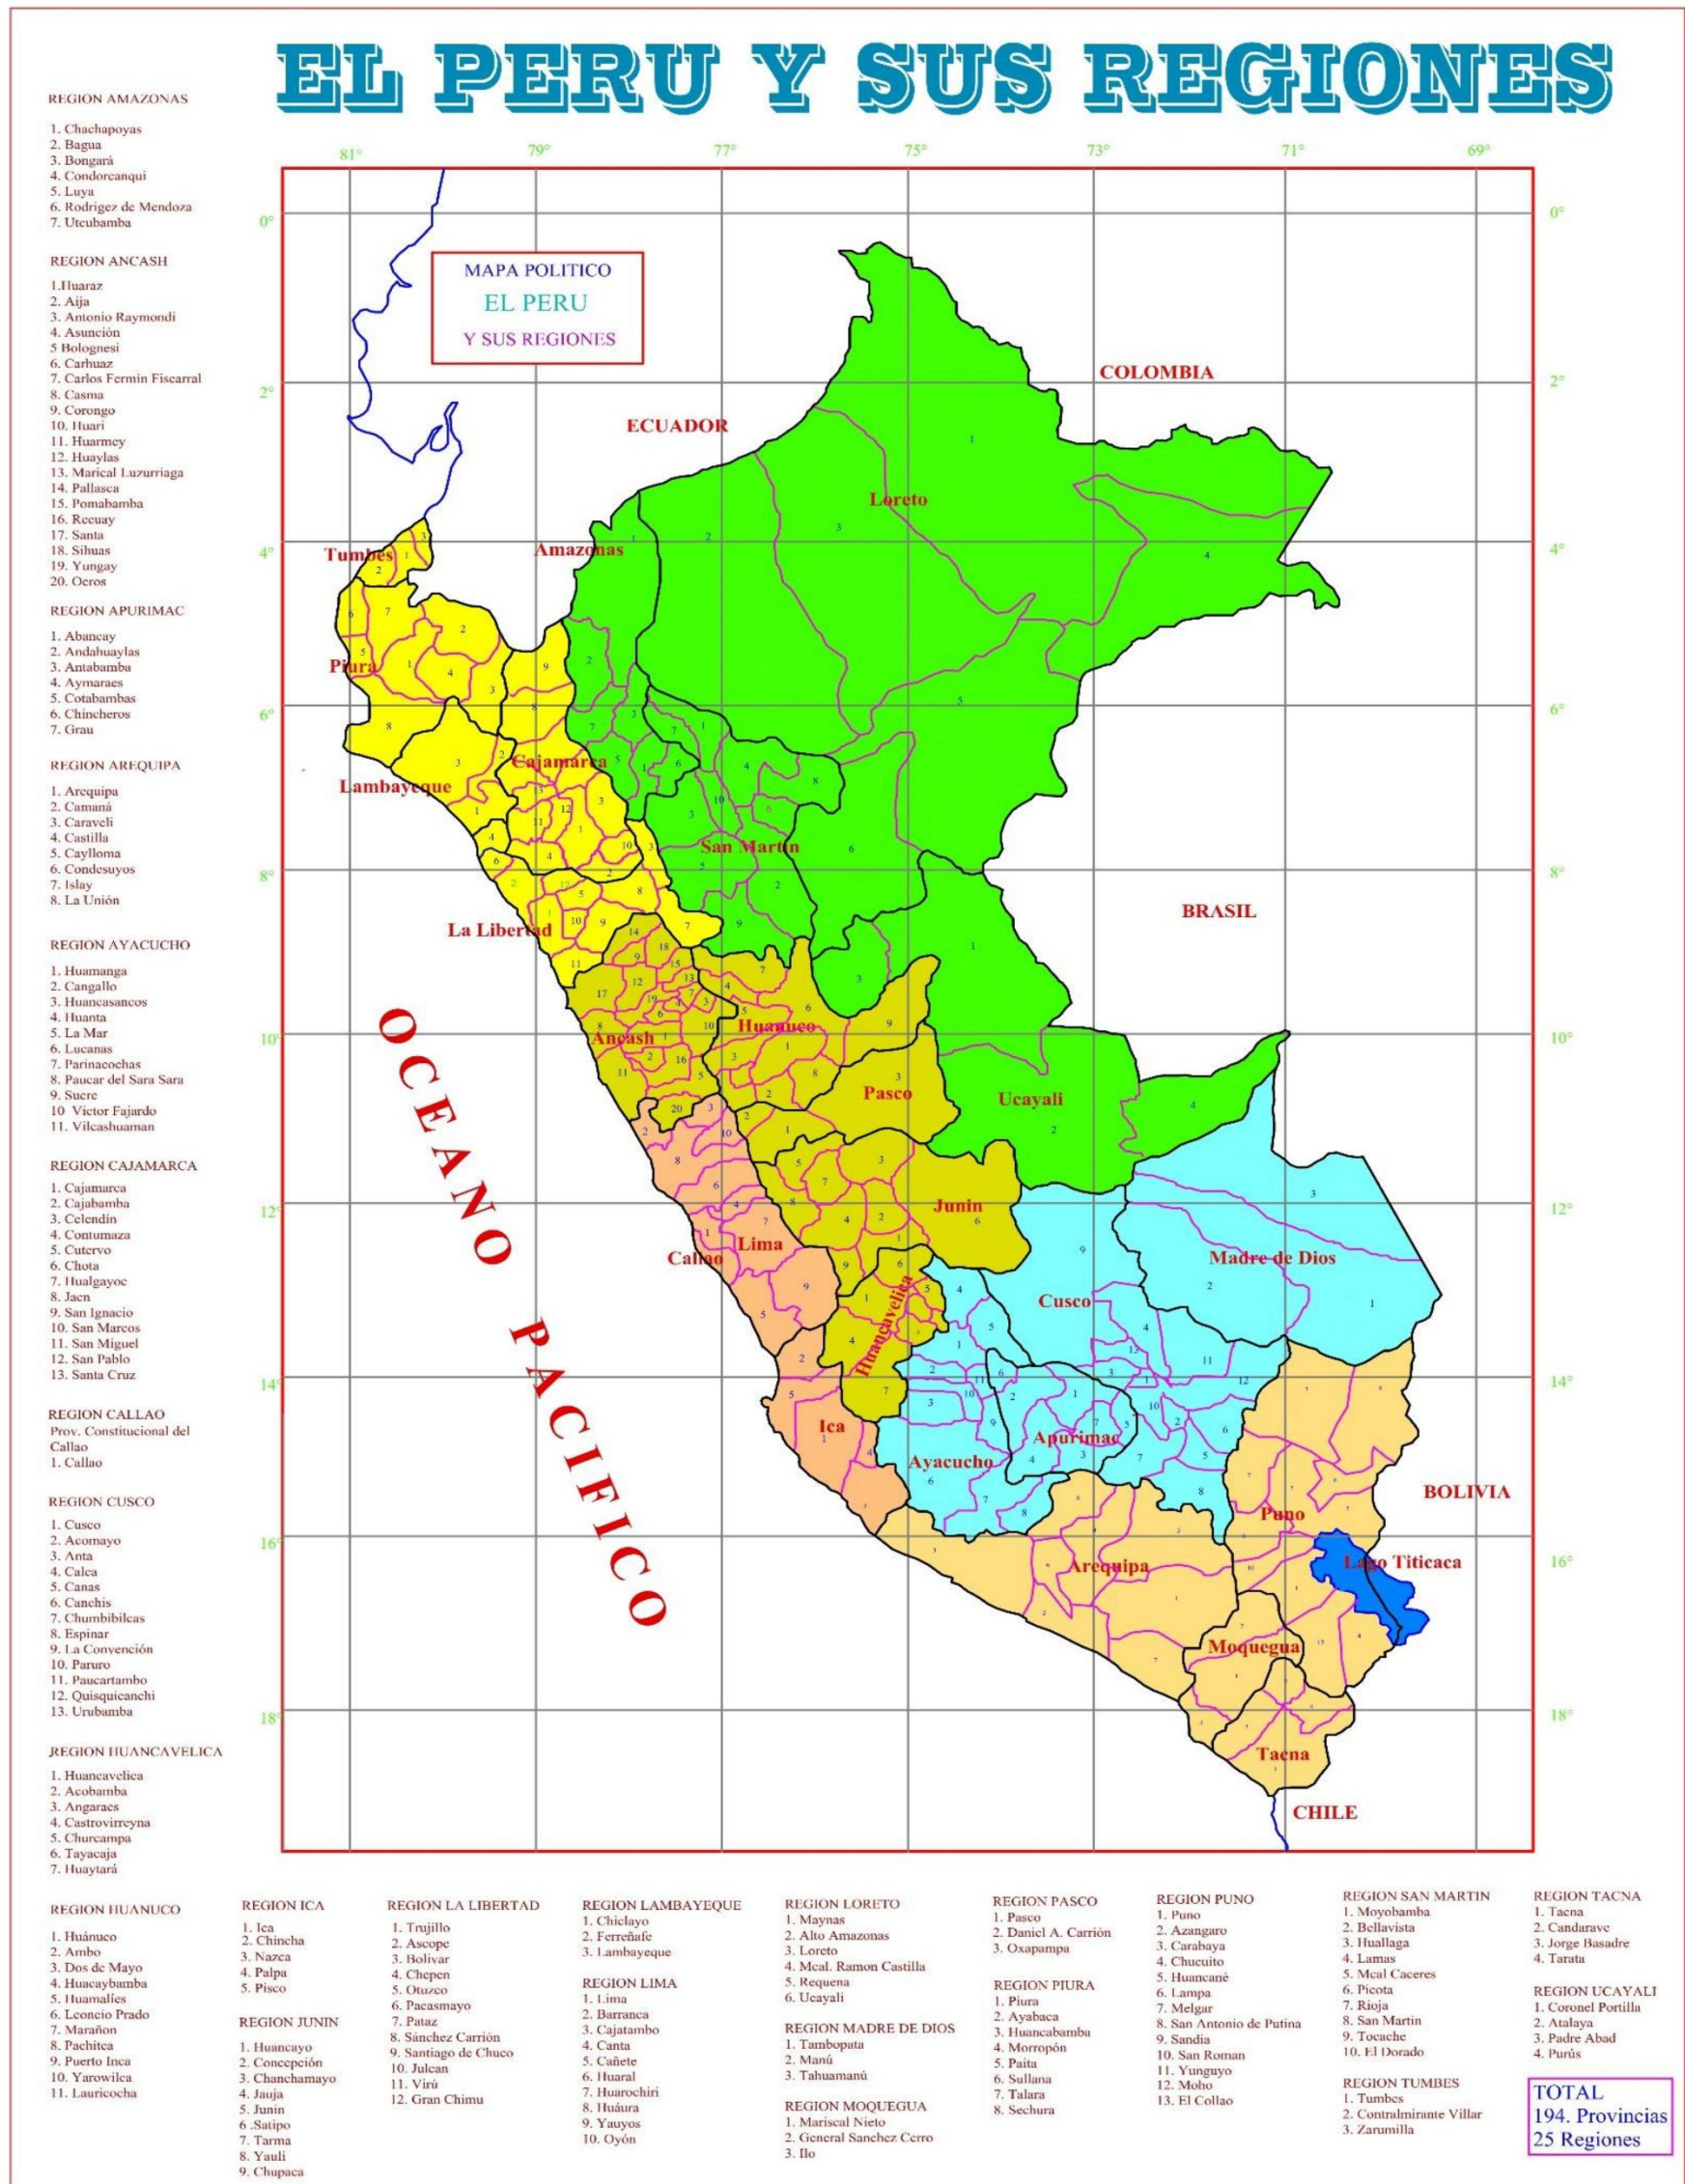 EL PERU Y SUS REGIONES
REGION AMAZONAS
1. Chachapoyas
2. Bagua
3. Bongará
4. Condorcanqui
5. Luya
6. Rodrigez de Mendoza
7. Utcubamba
REGION ANCASH
1.Huaraz
2. Aija
3. Antonio Raymondi
4. Asunción
5 Bolognesi
6. Carhuaz
7. Carlos Fermin Fiscarral
8. Casma
9. Corongo
10. Huari
11. Huarmey
12. Huaylas
13. Marical Luzurriaga
14. Pallasca
15. Pomabamba
16. Recuay
17. Santa
18. Sihuas
19. Yungay
20. Ocros
REGION APURIMAC
1. Abancay
2. Andahuaylas
3. Antabamba
4. Aymaraes
5. Cotabambas
6. Chincheros
7. Grau
REGION AREQUIPA
1. Arequipa
2. Camaná
3. Caraveli
4. Castilla
5. Caylloma
6. Condesuyos
7. Islay
8. La Unión
REGION AYACUCHO
1. Huamanga
2. Cangallo
3. Huancasancos
4. Huanta
5. La Mar
6. Lucanas
7. Parinacochas
8. Paucar del Sara Sara
9. Sucre
10 Victor Fajardo
11. Vilcashuaman
REGION CAJAMARCA
1. Cajamarca
2. Cajabamba
3. Celendín
4. Contumaza
5. Cutervo
6. Chota
7. Hualgayoc
8. Jaen
9. San Ignacio
10. San Marcos
11. San Miguel
12. San Pablo
13. Santa Cruz
REGION CALLAO
Prov. Constitucional del
Callao
1. Callao
REGION CUSCO
1. Cusco
2. Acomayo
3. Anta
4. Calca
5. Canas
6. Canchis
7. Chumbibilcas
8. Espinar
9. La Convención
10. Paruro
11. Paucartambo
12. Quisquicanchi
13. Urubamba
REGION HUANCAVELICA
1. Huancavelica
2. Acobamba
3. Angaraes
4. Castrovirreyna
5. Churcampa
6. Tayacaja
7. Huaytará
REGION HUANUCO
1. Huánuco
2. Ambo
3. Dos de Mayo
4. Huacaybamba
5. Huamalíes
6. Leoncio Prado
7. Marañon
8. Pachitea
9. Puerto Inca
10. Yarowilca
11. Lauricocha
81° 79° 77° 75° 73° 71° 69°
0° 0°
2° 2°
4° 4°
6° 6°
8° 8°
10° 10°
12° 12°
14° 14°
16° 16°
18° 18°
MAPA POLITICO
EL PERU
Y SUS REGIONES
COLOMBIA
ECUADOR
Loreto
Amazonas
Tumbes
Piura
Cajamarca
Lambayeque
San Martin
BRASIL
La Libertad
Huanuco
Ancash
Pasco
Ucayali
OCEANO PACIFICO
Junin
Lima
Callao
Madre de Dios
Cusco
Huancavelica
Ica
Apurimac
Ayacucho
BOLIVIA
Puno
Lago Titicaca
Arequipa
Moquegua
Tacna
CHILE
REGION ICA
1. Ica
2. Chincha
3. Nazca
4. Palpa
5. Pisco
REGION JUNIN
1. Huancayo
2. Concepción
3. Chanchamayo
4. Jauja
5. Junin
6 .Satipo
7. Tarma
8. Yauli
9. Chupaca
REGION LA LIBERTAD
1. Trujillo
2. Ascope
3. Bolivar
4. Chepen
5. Otuzco
6. Pacasmayo
7. Pataz
8. Sánchez Carrión
9. Santiago de Chuco
10. Julcan
11. Virú
12. Gran Chimu
REGION LAMBAYEQUE
1. Chiclayo
2. Ferreñafe
3. Lambayeque
REGION LIMA
1. Lima
2. Barranca
3. Cajatambo
4. Canta
5. Cañete
6. Huaral
7. Huarochiri
8. Huáura
9. Yauyos
10. Oyón
REGION LORETO
1. Maynas
2. Alto Amazonas
3. Loreto
4. Mcal. Ramon Castilla
5. Requena
6. Ucayali
REGION MADRE DE DIOS
1. Tambopata
2. Manú
3. Tahuamanú
REGION MOQUEGUA
1. Mariscal Nieto
2. General Sanchez Cerro
3. Ilo
REGION PASCO
1. Pasco
2. Daniel A. Carrión
3. Oxapampa
REGION PIURA
1. Piura
2. Ayabaca
3. Huancabamba
4. Morropón
5. Paita
6. Sullana
7. Talara
8. Sechura
REGION PUNO
1. Puno
2. Azangaro
3. Carabaya
4. Chucuito
5. Huancané
6. Lampa
7. Melgar
8. San Antonio de Putina
9. Sandia
10. San Roman
11. Yunguyo
12. Moho
13. El Collao
REGION SAN MARTIN
1. Moyobamba
2. Bellavista
3. Huallaga
4. Lamas
5. Mcal Caceres
6. Picota
7. Rioja
8. San Martin
9. Tocache
10. El Dorado
REGION TUMBES
1. Tumbes
2. Contralmirante Villar
3. Zarumilla
REGION TACNA
1. Tacna
2. Candarave
3. Jorge Basadre
4. Tarata
REGION UCAYALI
1. Coronel Portilla
2. Atalaya
3. Padre Abad
4. Purús
TOTAL
194. Provincias
25 Regiones